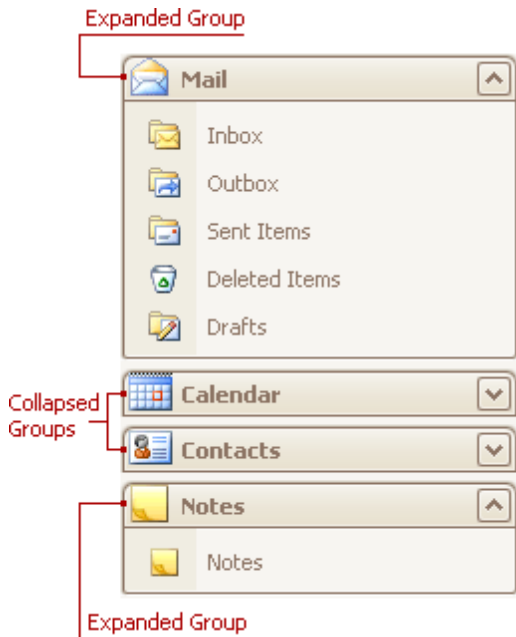 Expanded Group
Mail
Inbox
Outbox
Sent Items
Deleted Items
Drafts
Collapsed
Groups
Calendar
Contacts
Notes
Notes
Expanded Group